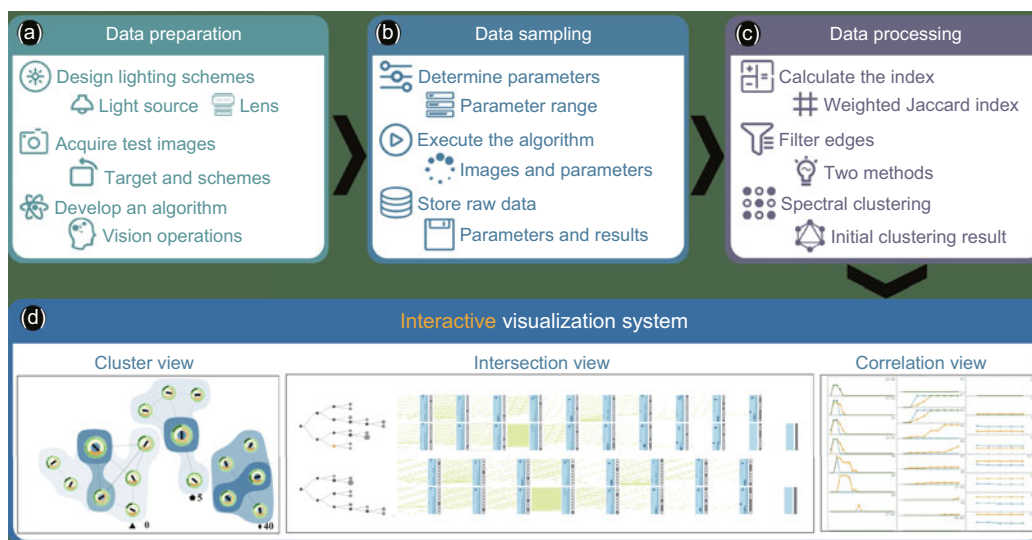 (a) Data preparation
Design lighting schemes
Light source Lens
Acquire test images
Target and schemes
Develop an algorithm
Vision operations
(b) Data sampling
Determine parameters
Parameter range
Execute the algorithm
Images and parameters
Store raw data
Parameters and results
(c) Data processing
Calculate the index
Weighted Jaccard index
Filter edges
Two methods
Spectral clustering
Initial clustering result
(d) Interactive visualization system
Cluster view
Intersection view
Correlation view
5
0
40